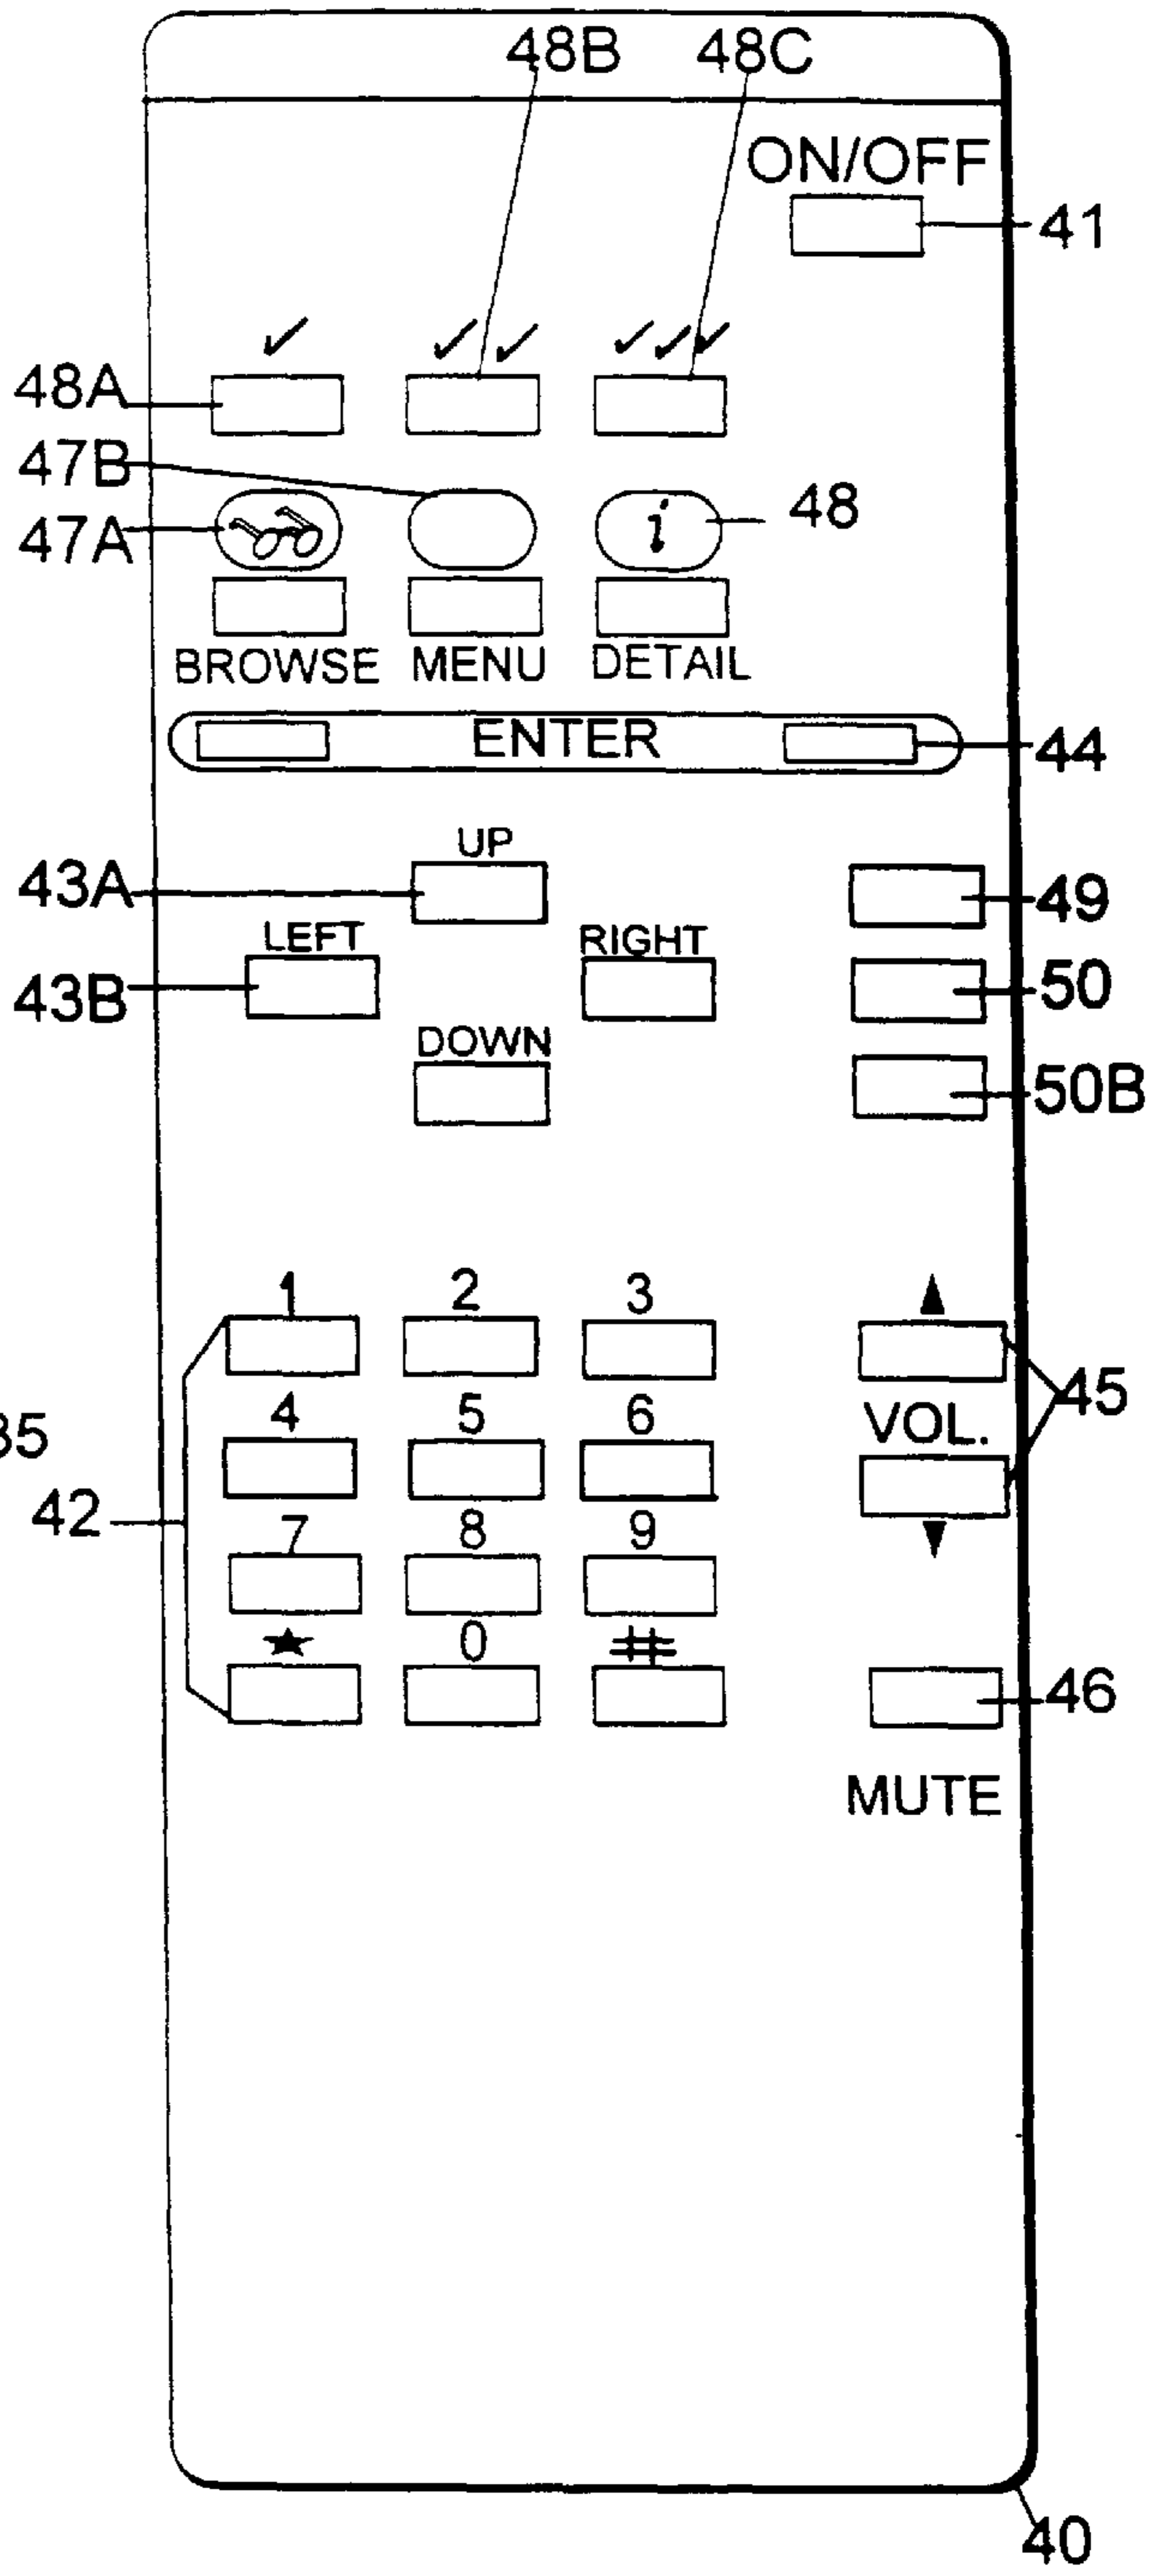 48B 48C
ON/OFF
41
✓ ✓ ✓ ✓ ✓ ✓
48A
47B
47A i 48
BROWSE MENU DETAIL
ENTER 44
UP
43A 49
LEFT RIGHT
43B 50
DOWN
50B
1 2 3 ▲
45
4 5 6 VOL.
35
42
7 8 9 ▼
★ 0 #
46
MUTE
40